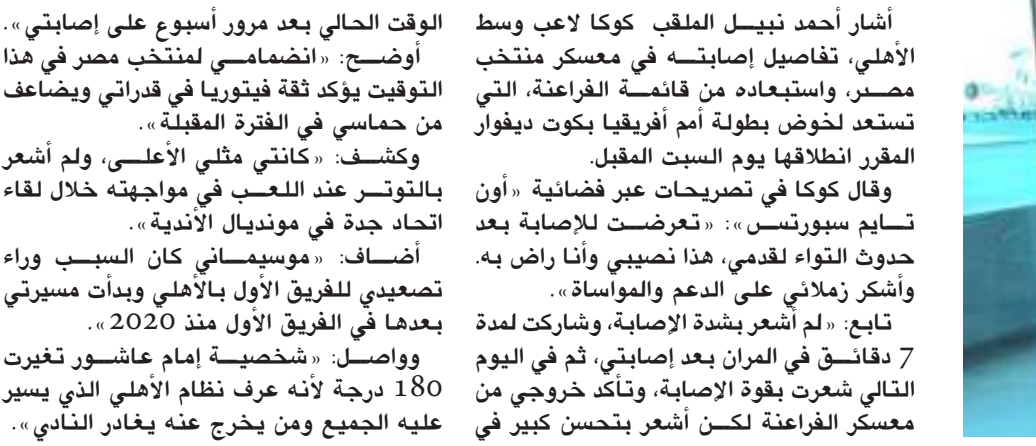 أشار أحمد نبيل الملقب كوكا لاعب وسط
الأهلي، تفاصيل إصابته في معسكر منتخب
مصر، واستبعاده من قائمة الفراعنة، التي
تستعد لخوض بطولة أمم أفريقيا بكوت ديفوار
المقرر انطلاقها يوم السبت المقبل.
وقال كوكا في تصريحات عبر فضائية «أون
تايم سبورتس»: «تعرضت للإصابة بعد
حدوث التواء لقدمي، هذا نصيبي وأنا راض به.
وأشكر زملائي على الدعم والمواساة».
تابع: «لم أشعر بشدة الإصابة، وشاركت لمدة
7 دقائق في المران بعد إصابتي، ثم في اليوم
التالي شعرت بقوة الإصابة، وتأكد خروجي من
معسكر الفراعنة لكن أشعر بتحسن كبير في
الوقت الحالي بعد مرور أسبوع على إصابتي».
أوضح: «انضمامي لمنتخب مصر في هذا
التوقيت يؤكد ثقة فيتوريا في قدراتي ويضاعف
من حماسي في الفترة المقبلة».
وكشف: «كانتي مثلي الأعلى، ولم أشعر
بالتوتر عند اللعب في مواجهته خلال لقاء
اتحاد جدة في مونديال الأندية».
أضاف: «موسيماني كان السبب وراء
تصعيدي للفريق الأول بالأهلي وبدأت مسيرتي
بعدها في الفريق الأول منذ 2020».
وواصل: «شخصية إمام عاشور تغيرت
180 درجة لأنه عرف نظام الأهلي الذي يسير
عليه الجميع ومن يخرج عنه يغادر النادي».